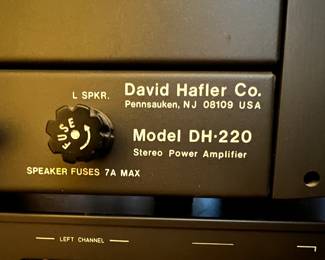 L SPKR.
David Hafler Co.
Pennsauken, NJ 08109 USA
FUSE
Model DH·220
Stereo Power Amplifier
SPEAKER FUSES 7A MAX
LEFT CHANNEL